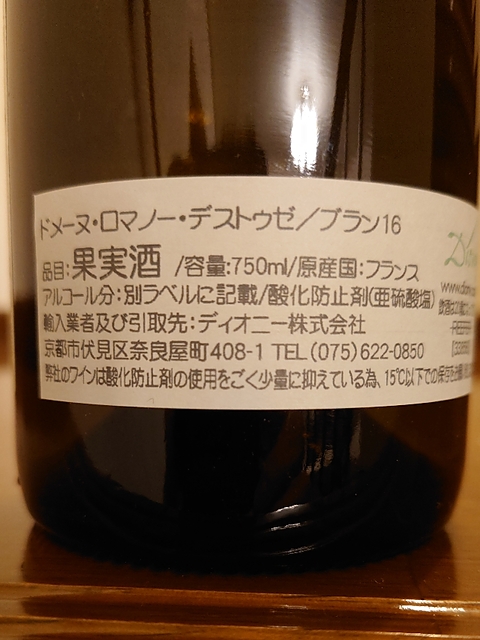 ドメーヌ・ロマノー・デストゥゼ／ブラン16
品目:果実酒 /容量:750ml/原産国:フランス
アルコール分:別ラベルに記載/酸化防止剤(亜硫酸塩)
輸入業者及び引取先:ディオニー株式会社
京都市伏見区奈良屋町408-1 TEL(075)622-0850
弊社のワインは酸化防止剤の使用をごく少量に抑えている為、15℃以下での保存を